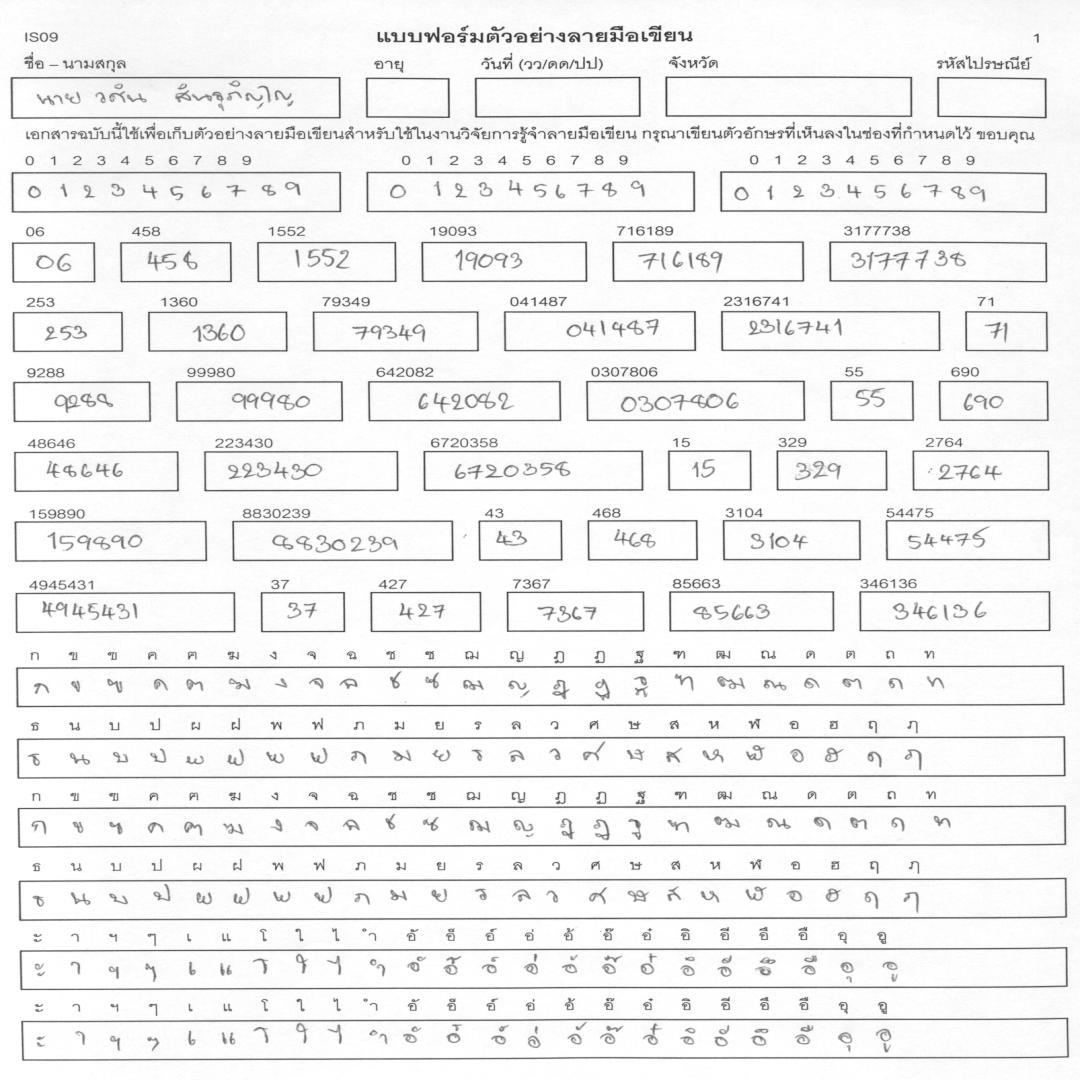 IS09 แบบฟอร์มตัวอย่างลายมือเขียน 1
ชื่อ – นามสกุล อายุ วันที่ (วว/ดด/ปป) จังหวัด รหัสไปรษณีย์
นาย วศิน
เอกสารฉบับนี้ใช้เพื่อเก็บตัวอย่างลายมือเขียนสำหรับใช้ในงานวิจัยการรู้จำลายมือเขียน กรุณาเขียนตัวอักษรที่เห็นลงในช่องที่กำหนดไว้ ขอบคุณ
0 1 2 3 4 5 6 7 8 9 0 1 2 3 4 5 6 7 8 9 0 1 2 3 4 5 6 7 8 9
0 1 2 3 4 5 6 7 8 9 0 1 2 3 4 5 6 7 8 9 0 1 2 3 4 5 6 7 8 9
06 458 1552 19093 716189 3177738
06 458 1552 19093 716189 3177738
253 1360 79349 041487 2316741 71
253 1360 79349 041487 2316741 71
9288 99980 642082 0307806 55 690
9288 99980 642082 0307806 55 690
48646 223430 6720358 15 329 2764
48646 223430 6720358 15 329 2764
159890 8830239 43 468 3104 54475
159890 8830239 43 468 3104 54475
4945431 37 427 7367 85663 346136
4945431 37 427 7367 85663 346136
ก ข ฃ ค ฅ ฆ ง จ ฉ ช ซ ฌ ญ ฎ ฏ ฐ ฑ ฒ ณ ด ต ถ ท
ก ข ฃ ค ฅ ฆ ง จ ฉ ช ซ ฌ ญ ฎ ฏ ฐ ฑ ฒ ณ ด ต ถ ท
ธ น บ ป ผ ฝ พ ฟ ภ ม ย ร ล ว ศ ษ ส ห ฬ อ ฮ ฤ ฦ
ธ น บ ป ผ ฝ พ ฟ ภ ม ย ร ล ว ศ ษ ส ห ฬ อ ฮ ฤ ฦ
ก ข ฃ ค ฅ ฆ ง จ ฉ ช ซ ฌ ญ ฎ ฏ ฐ ฑ ฒ ณ ด ต ถ ท
ก ข ฃ ค ฅ ฆ ง จ ฉ ช ซ ฌ ญ ฎ ฏ ฐ ฑ ฒ ณ ด ต ถ ท
ธ น บ ป ผ ฝ พ ฟ ภ ม ย ร ล ว ศ ษ ส ห ฬ อ ฮ ฤ ฦ
ธ น บ ป ผ ฝ พ ฟ ภ ม ย ร ล ว ศ ษ ส ห ฬ อ ฮ ฤ ฦ
ะ า ฯ ๆ เ แ โ ใ ไ ำ อั อ็ อ์ อ่ อ้ อ๊ อ๋ อิ อี อึ อื อุ อู
ะ า ฯ ๆ เ แ โ ใ ไ ำ อั อ็ อ์ อ่ อ้ อ๊ อ๋ อิ อี อึ อื อุ อู
ะ า ฯ ๆ เ แ โ ใ ไ ำ อั อ็ อ์ อ่ อ้ อ๊ อ๋ อิ อี อึ อื อุ อู
ะ า ฯ ๆ เ แ โ ใ ไ ำ อั อ็ อ์ อ่ อ้ อ๊ อ๋ อิ อี อึ อื อุ อู